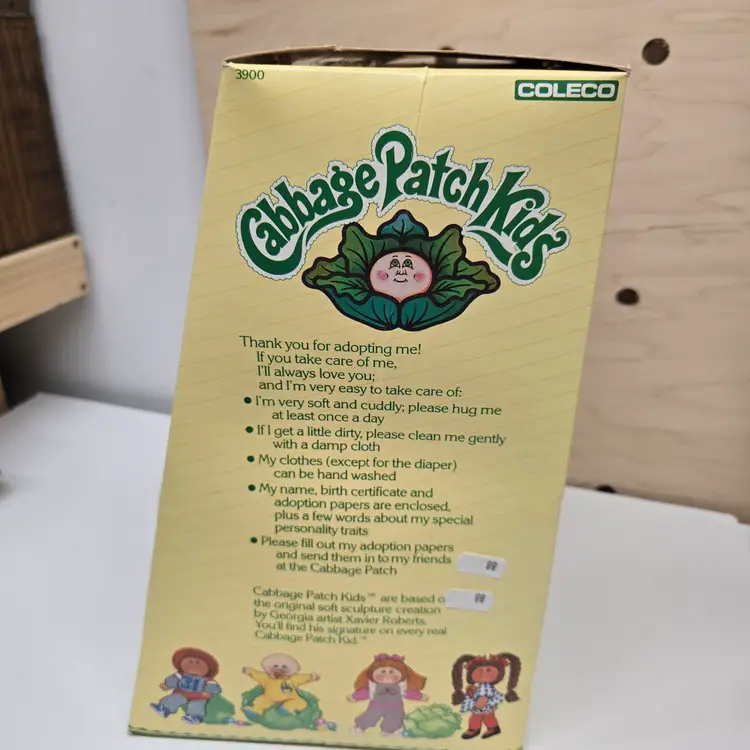 3900
COLECO
Cabbage Patch Kids
Thank you for adopting me!
If you take care of me,
I'll always love you;
and I'm very easy to take care of:
• I'm very soft and cuddly; please hug me
at least once a day
• If I get a little dirty, please clean me gently
with a damp cloth
• My clothes (except for the diaper)
can be hand washed
• My name, birth certificate and
adoption papers are enclosed,
plus a few words about my special
personality traits
• Please fill out my adoption papers
and send them in to my friends
at the Cabbage Patch
Cabbage Patch Kids™ are based
the original soft sculpture creation
by Georgia artist Xavier Roberts.
You'll find his signature on every real
Cabbage Patch Kid.™
31